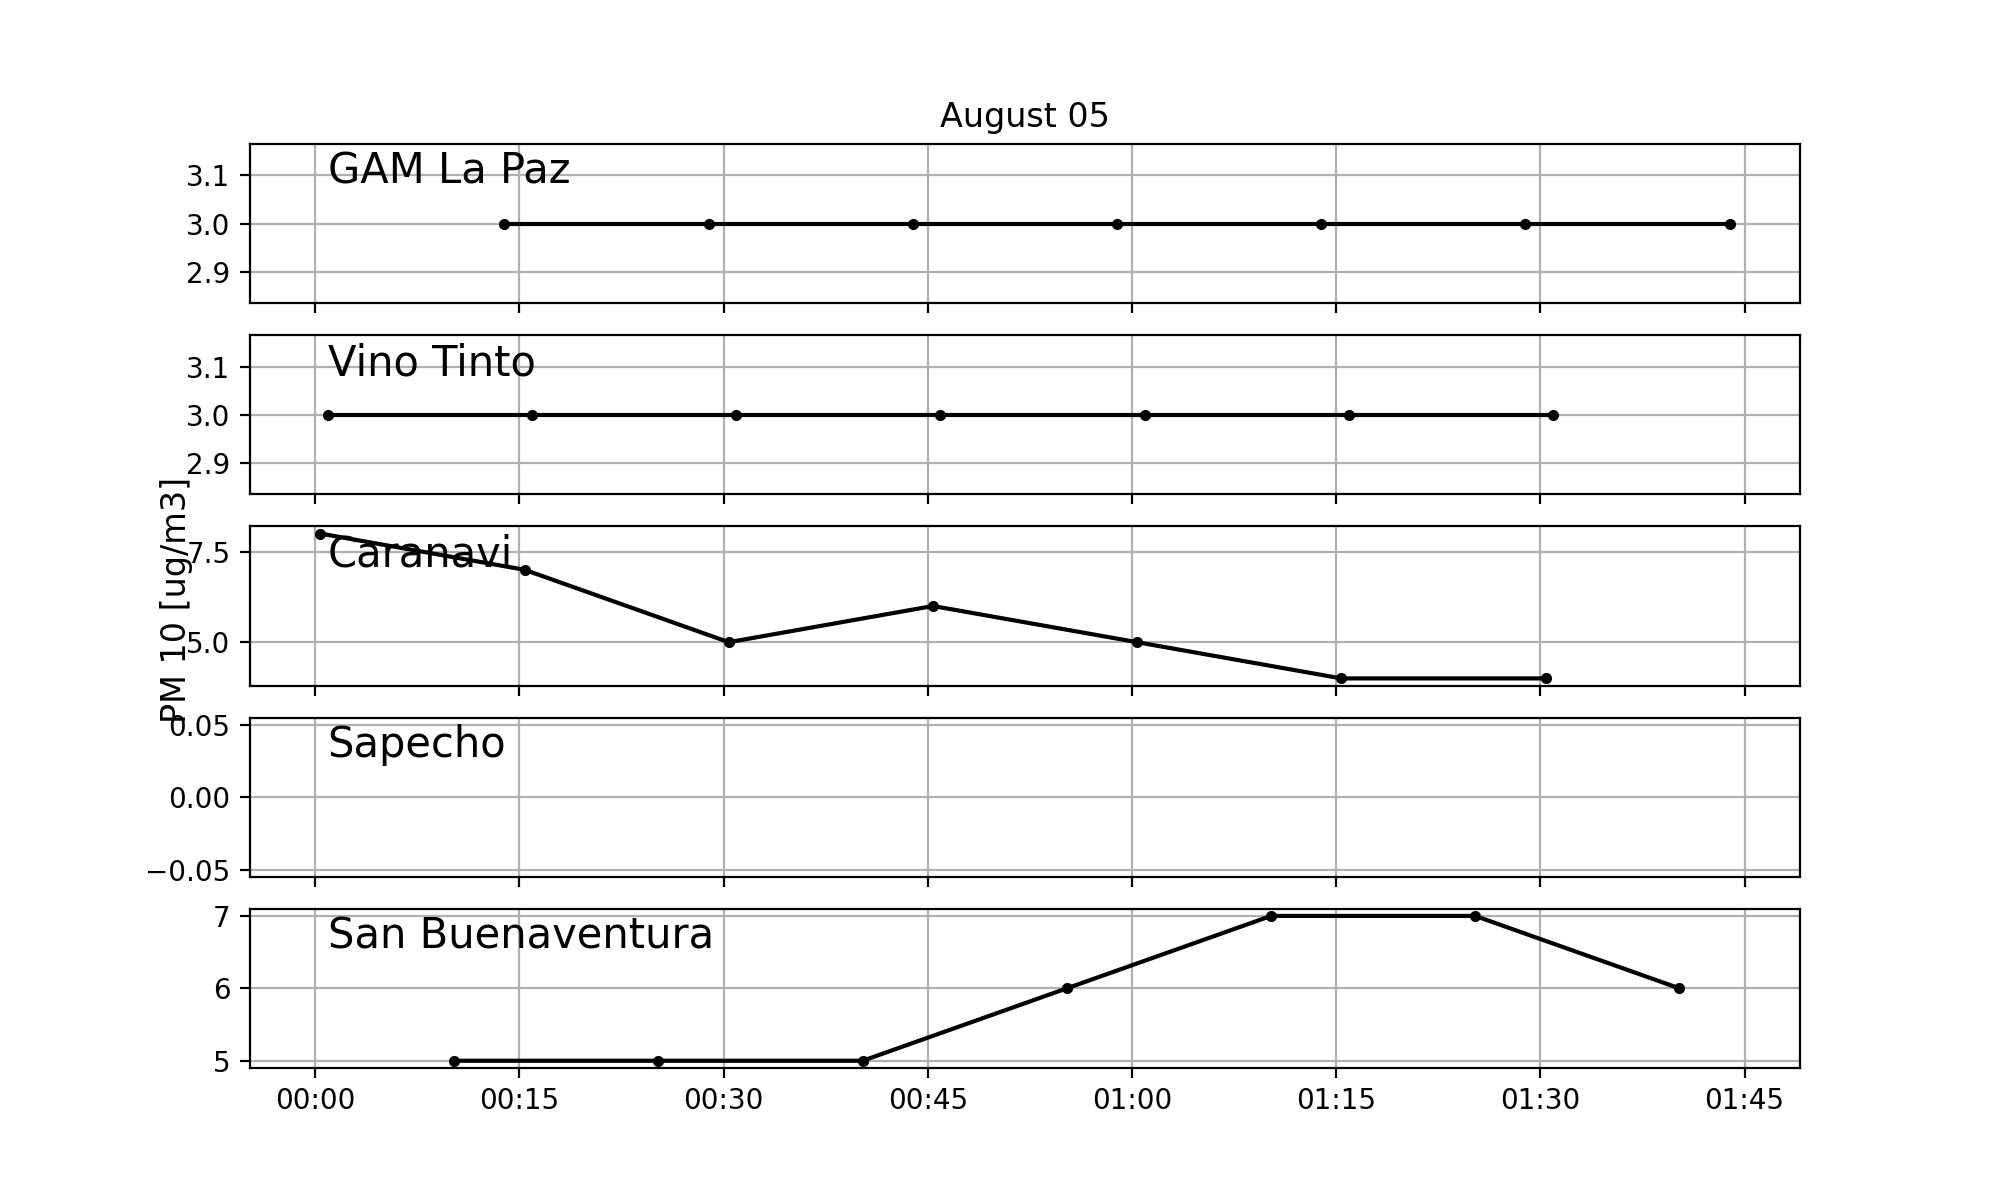 August 05
GAM La Paz
3.1
3.0
2.9
Vino Tinto
3.1
3.0
2.9
PM 10 [ug/m3]
Caranavi
7.5
5.0
Sapecho
0.05
0.00
−0.05
San Buenaventura
7
6
5
00:00 00:15 00:30 00:45 01:00 01:15 01:30 01:45